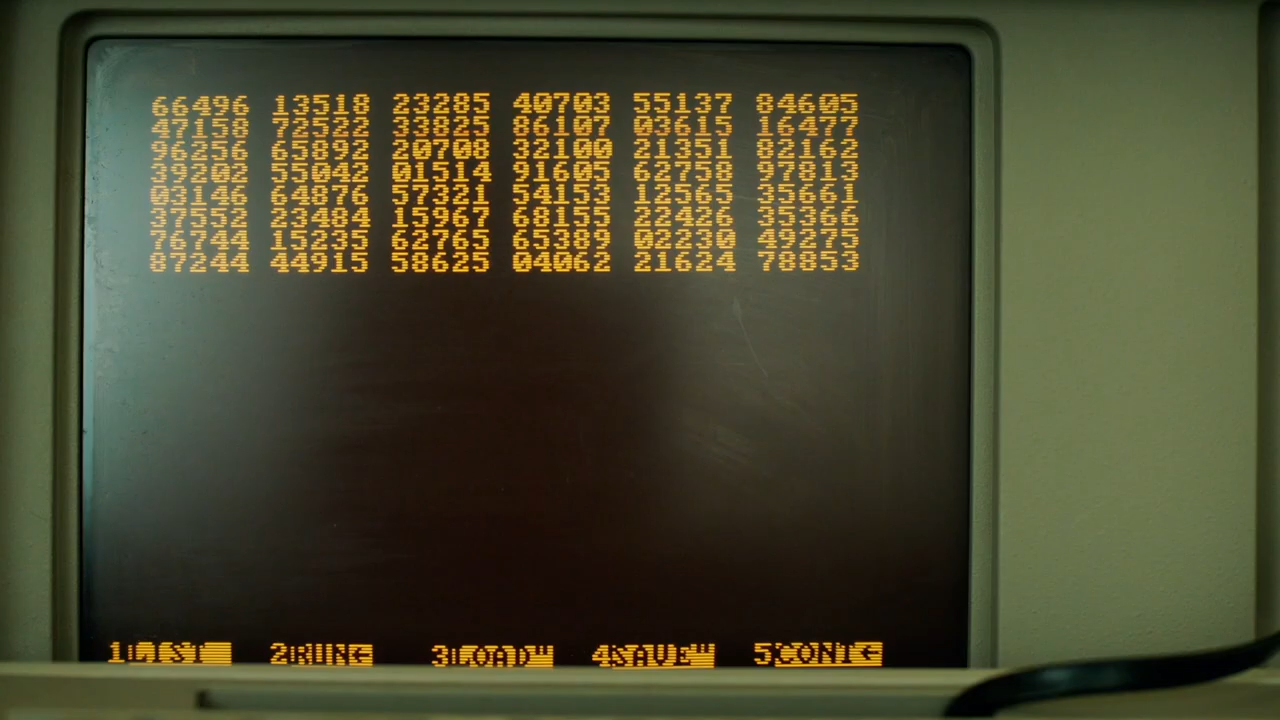 66496 13518 23285 40703 55137 84605
47158 72522 33825 86107 03615 16477
96256 65892 20708 32100 21351 82162
39202 55042 01514 91605 62758 97813
03146 64876 57321 54153 12565 35661
37552 23484 15967 68155 22426 35366
76744 15235 62765 65389 02230 49275
87244 44915 58625 04062 21624 78853
1LIST 2RUN← 3LOAD" 4SAVE" 5CONT←